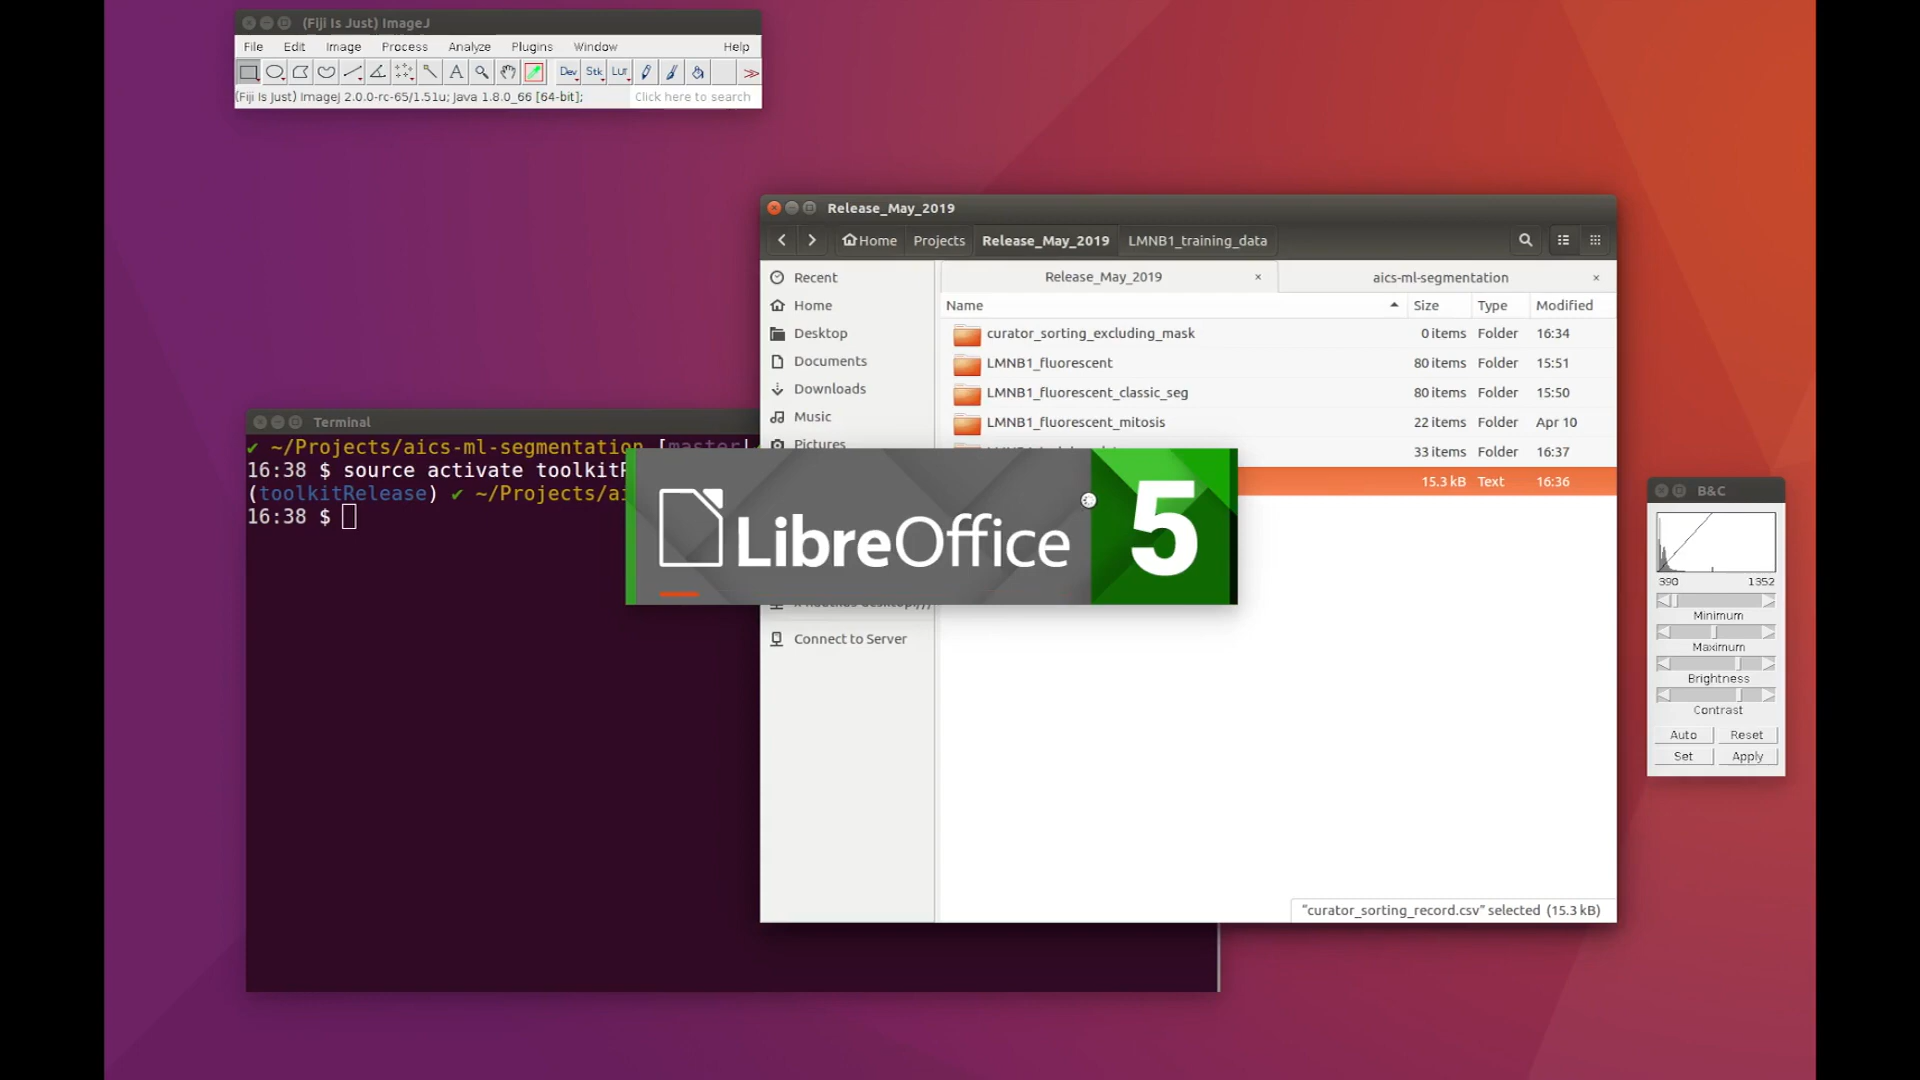 (Fiji Is Just) ImageJ
File Edit Image Process Analyze Plugins Window Help
Dev Stk Lut
(Fiji Is Just) ImageJ 2.0.0-rc-65/1.51u; Java 1.8.0_66 [64-bit]; Click here to search
Release_May_2019
Home Projects Release_May_2019 LMNB1_training_data
Release_May_2019 aics-ml-segmentation
Name Size Type Modified
Recent
Home
Desktop
Documents
Downloads
Music
Pictures
Connect to Server
curator_sorting_excluding_mask 0 items Folder 16:34
LMNB1_fluorescent 80 items Folder 15:51
LMNB1_fluorescent_classic_seg 80 items Folder 15:50
LMNB1_fluorescent_mitosis 22 items Folder Apr 10
33 items Folder 16:37
15.3 kB Text 16:36
"curator_sorting_record.csv" selected (15.3 kB)
Terminal
✔ ~/Projects/aics-ml-segmentation [master|
16:38 $ source activate toolkit
(toolkitRelease) ✔ ~/Projects/ai
16:38 $
LibreOffice 5
B&C
390 1352
Minimum
Maximum
Brightness
Contrast
Auto Reset
Set Apply